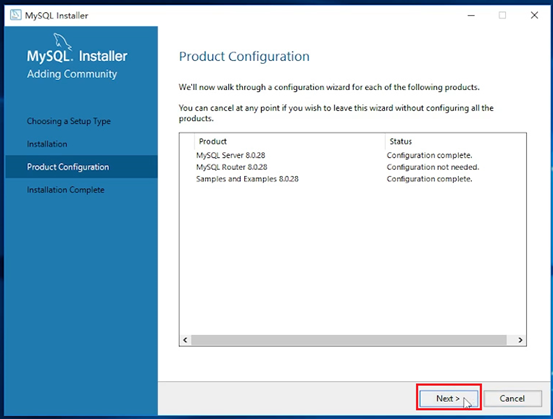 MySQL Installer
MySQL. Installer
Adding Community
Choosing a Setup Type
Installation
Product Configuration
Installation Complete
Product Configuration
We'll now walk through a configuration wizard for each of the following products.
You can cancel at any point if you wish to leave this wizard without configuring all the
products.
Product Status
MySQL Server 8.0.28 Configuration complete.
MySQL Router 8.0.28 Configuration not needed.
Samples and Examples 8.0.28 Configuration complete.
Next > Cancel